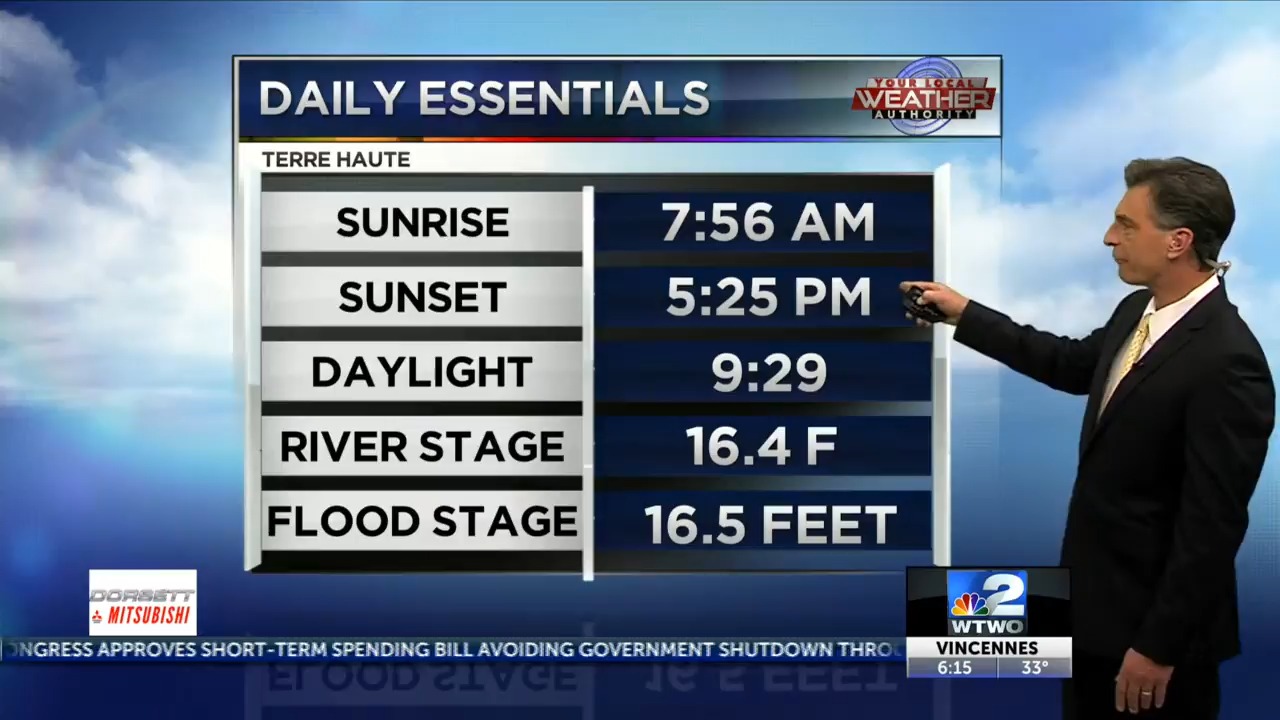 DAILY ESSENTIALS
YOUR LOCAL
WEATHER
AUTHORITY
TERRE HAUTE
SUNRISE 7:56 AM
SUNSET 5:25 PM
DAYLIGHT 9:29
RIVER STAGE 16.4 F
FLOOD STAGE 16.5 FEET
DORSETT
MITSUBISHI
2
WTWO
ONGRESS APPROVES SHORT-TERM SPENDING BILL AVOIDING GOVERNMENT SHUTDOWN THROU
VINCENNES
6:15 33°